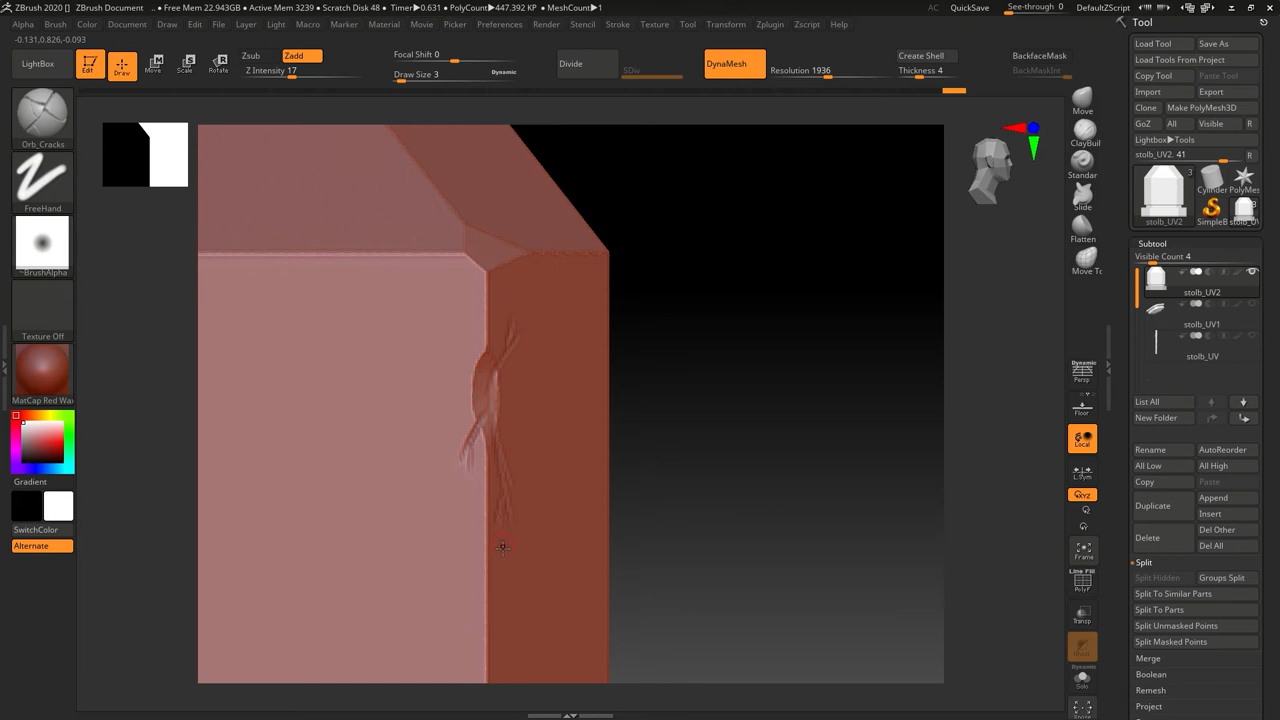 ZBrush 2020 [] ZBrush Document .. • Free Mem 22.943GB • Active Mem 3239 • Scratch Disk 48 • Timer▶0.631 • PolyCount▶447.392 KP • MeshCount▶1 AC QuickSave See-through 0 DefaultZScript
Alpha Brush Color Document Draw Edit File Layer Light Macro Marker Material Movie Picker Preferences Render Stencil Stroke Texture Tool Transform Zplugin Zscript Help
-0.131,0.826,-0.093
LightBox
Edit
Draw
Move
Scale
Rotate
Zsub
Zadd
Z Intensity 17
Focal Shift 0
Draw Size 3
Dynamic
Divide
SDiv
DynaMesh
Resolution 1936
Create Shell
Thickness 4
BackfaceMask
BackMaskInt
Orb_Cracks
FreeHand
~BrushAlpha
Texture Off
MatCap Red Wax
Gradient
SwitchColor
Alternate
Move
ClayBuil
Standar
Slide
Flatten
Move To
Dynamic
Persp
Floor
Local
L.Sym
XYZ
Frame
Line Fill
PolyF
Transp
Ghost
Dynamic
Solo
Tool
Load Tool Save As
Load Tools From Project
Copy Tool Paste Tool
Import Export
Clone Make PolyMesh3D
GoZ All Visible R
Lightbox▶Tools
stolb_UV2. 41 R
3
Cylinder PolyMes
stolb_UV2 SimpleB stolb_U
Subtool
Visible Count 4
stolb_UV2
stolb_UV1
stolb_UV
List All
New Folder
Rename AutoReorder
All Low All High
Copy Paste
Duplicate Append
Insert
Delete Del Other
Del All
Split
Split Hidden Groups Split
Split To Similar Parts
Split To Parts
Split Unmasked Points
Split Masked Points
Merge
Boolean
Remesh
Project